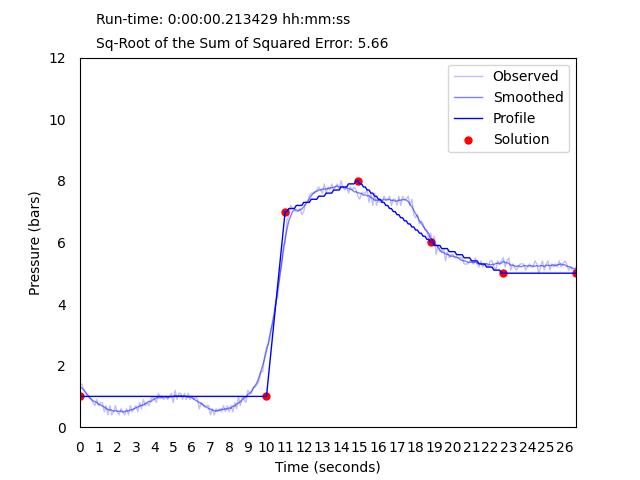 Run-time: 0:00:00.213429 hh:mm:ss
Sq-Root of the Sum of Squared Error: 5.66
12
10
8
6
4
2
0
Pressure (bars)
Observed
Smoothed
Profile
Solution
0 1 2 3 4 5 6 7 8 9 10 11 12 13 14 15 16 17 18 19 20 21 22 23 24 25 26
Time (seconds)